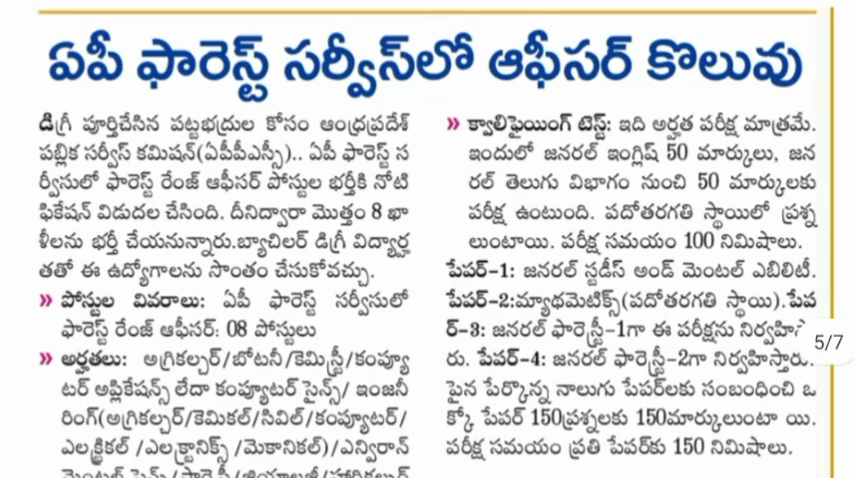 ఏపీ ఫారెస్ట్ సర్వీస్‌లో ఆఫీసర్ కొలువు
డిగ్రీ పూర్తిచేసిన పట్టభద్రుల కోసం ఆంధ్రప్రదేశ్
పబ్లిక సర్వీస్ కమిషన్(ఏపీపీఎస్సీ).. ఏపీ ఫారెస్ట్ స
ర్వీసులో ఫారెస్ట్ రేంజ్ ఆఫీసర్ పోస్టుల భర్తీకి నోటి
ఫికేషన్ విడుదల చేసింది. దీనిద్వారా మొత్తం 8 ఖా
ళీలను భర్తీ చేయనున్నారు.బ్యాచిలర్ డిగ్రీ విద్యార్హ
తతో ఈ ఉద్యోగాలను సొంతం చేసుకోవచ్చు.
» పోస్టుల వివరాలు: ఏపీ ఫారెస్ట్ సర్వీసులో
ఫారెస్ట్ రేంజ్ ఆఫీసర్: 08 పోస్టులు
» అర్హతలు: అగ్రికల్చర్/బోటనీ/కెమిస్ట్రీ/కంప్యూ
టర్ అప్లికేషన్స్ లేదా కంప్యూటర్ సైన్స్/ ఇంజనీ
రింగ్(అగ్రికల్చర్/కెమికల్/సివిల్/కంప్యూటర్/
ఎలక్ట్రికల్ /ఎలక్ట్రానిక్స్ /మెకానికల్)/ఎన్విరాన్
» క్వాలిఫైయింగ్ టెస్ట్: ఇది అర్హత పరీక్ష మాత్రమే.
ఇందులో జనరల్ ఇంగ్లిష్ 50 మార్కులు, జన
రల్ తెలుగు విభాగం నుంచి 50 మార్కులకు
పరీక్ష ఉంటుంది. పదోతరగతి స్థాయిలో ప్రశ్న
లుంటాయి. పరీక్ష సమయం 100 నిమిషాలు.
పేపర్-1: జనరల్ స్టడీస్ అండ్ మెంటల్ ఎబిలిటీ.
పేపర్-2:మ్యాథమెటిక్స్(పదోతరగతి స్థాయి).పేప
ర్-3: జనరల్ ఫారెస్ట్రీ-1గా ఈ పరీక్షను
5/7
రు. పేపర్-4: జనరల్ ఫారెస్ట్రీ-2గా నిర్వహిస్తారు.
పైన పేర్కొన్న నాలుగు పేపర్‌లకు సంబంధించి ఒ
క్కో పేపర్ 150ప్రశ్నలకు 150మార్కులుంటా యి.
పరీక్ష సమయం ప్రతి పేపర్‌కు 150 నిమిషాలు.